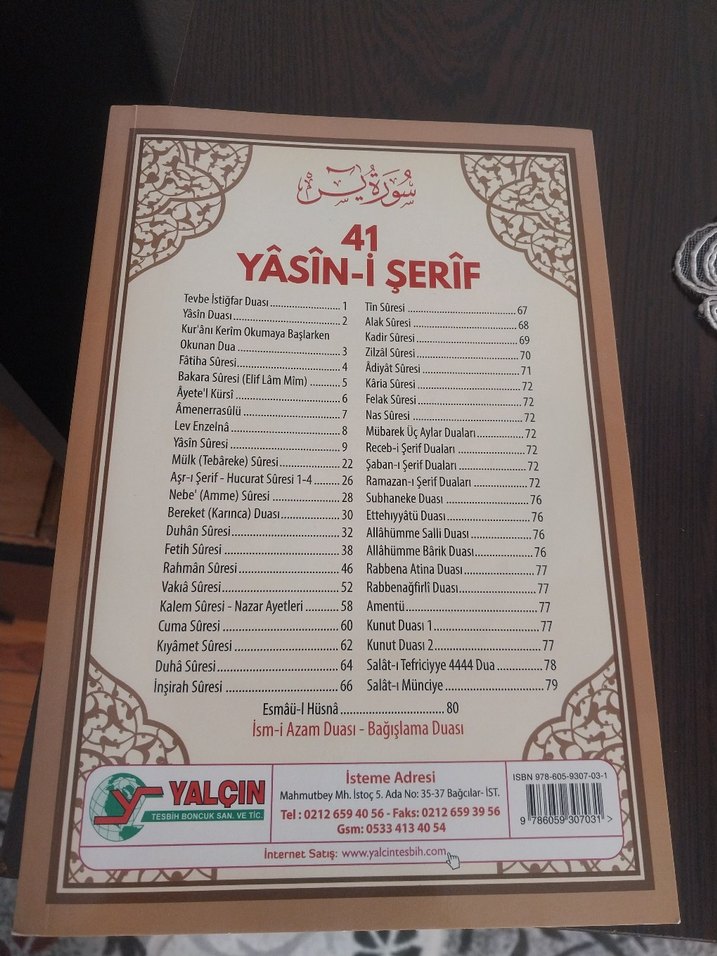 سورة يس
41
YÂSÎN-İ ŞERÎF
Tevbe İstiğfar Duası ........................ 1
Yâsîn Duası ........................ 2
Kur'ânı Kerîm Okumaya Başlarken
Okunan Dua ........................ 3
Fâtiha Sûresi ........................ 4
Bakara Sûresi (Elif Lâm Mîm) .......... 5
Âyete'l Kürsî ........................ 6
Âmenerrasûlü ........................ 7
Lev Enzelnâ ........................ 8
Yâsîn Sûresi ........................ 9
Mülk (Tebâreke) Sûresi ........................ 22
Aşr-ı Şerif - Hucurat Sûresi 1-4 ......... 26
Nebe' (Amme) Sûresi ........................ 28
Bereket (Karınca) Duası ........................ 30
Duhân Sûresi ........................ 32
Fetih Sûresi ........................ 38
Rahmân Sûresi ........................ 46
Vakıâ Sûresi ........................ 52
Kalem Sûresi - Nazar Ayetleri .......... 58
Cuma Sûresi ........................ 60
Kıyâmet Sûresi ........................ 62
Duhâ Sûresi ........................ 64
İnşirah Sûresi ........................ 66
Tîn Sûresi ........................ 67
Alak Sûresi ........................ 68
Kadir Sûresi ........................ 69
Zilzâl Sûresi ........................ 70
Âdiyât Sûresi ........................ 71
Kâria Sûresi ........................ 72
Felak Sûresi ........................ 72
Nas Sûresi ........................ 72
Mübarek Üç Aylar Duaları ............... 72
Receb-i Şerif Duaları ........................ 72
Şaban-ı Şerif Duaları ........................ 72
Ramazan-ı Şerif Duaları ............... 72
Subhaneke Duası ........................ 76
Ettehıyyâtü Duası ........................ 76
Allâhümme Salli Duası ............... 76
Allâhümme Bârik Duası ............... 76
Rabbena Atina Duası ............... 77
Rabbenağfirlî Duası ............... 77
Amentü ........................ 77
Kunut Duası 1 ........................ 77
Kunut Duası 2 ........................ 77
Salât-ı Tefriciyye 4444 Dua ............ 78
Salât-ı Münciye ........................ 79
Esmâü-l Hüsnâ ........................ 80
İsm-i Azam Duası - Bağışlama Duası
YALÇIN
TESBİH BONCUK SAN. VE TİC.
İsteme Adresi
Mahmutbey Mh. İstoç 5. Ada No: 35-37 Bağcılar- İST.
Tel : 0212 659 40 56 - Faks: 0212 659 39 56
Gsm: 0533 413 40 54
ISBN 978-605-9307-03-1
9 786059 307031 >
İnternet Satış: www.yalcintesbih.com